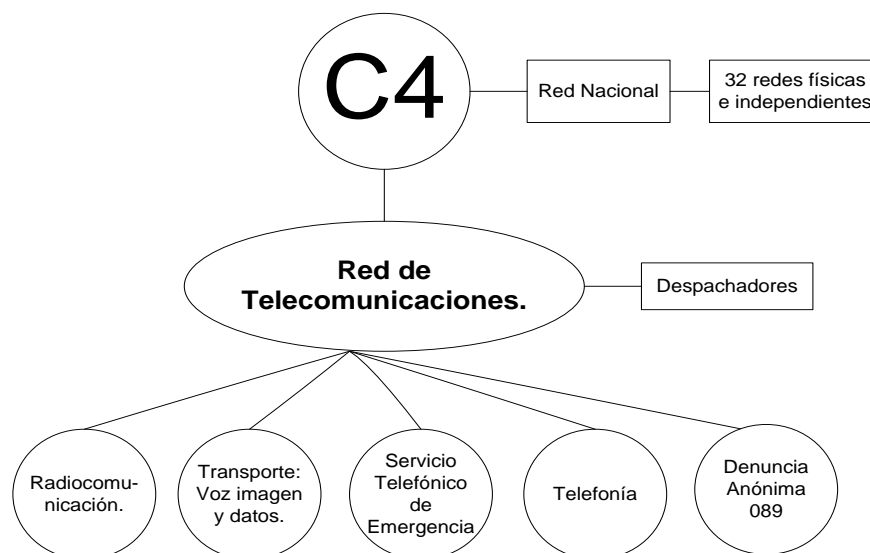 C4
Red Nacional
32 redes físicas
e independientes
Red de
Telecomunicaciones.
Despachadores
Radiocomu-
nicación.
Transporte:
Voz imagen
y datos.
Servicio
Telefónico
de
Emergencia
Telefonía
Denuncia
Anónima
089